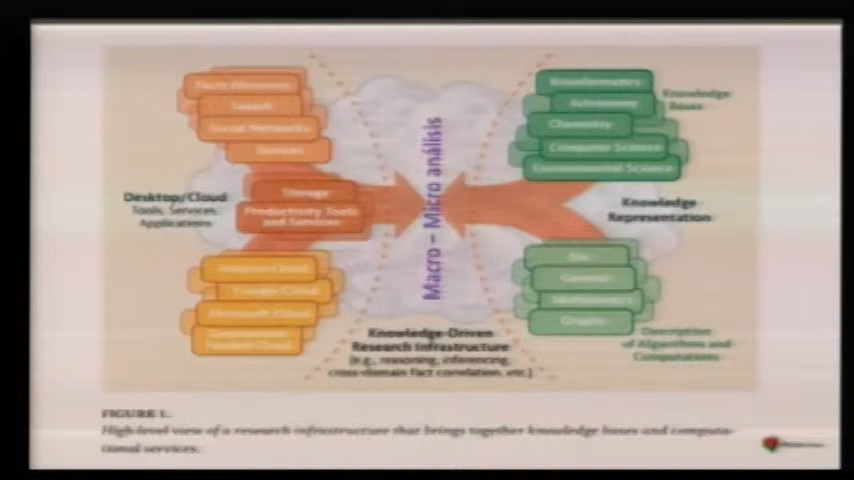 Search
Social Networks
Services
Storage
Productivity Tools
and Services
Desktop/Cloud
Tools, Services,
Applications
Amazon Cloud
Google Cloud
Microsoft Cloud
Macro – Micro análisis
Bioinformatics
Astronomy
Chemistry
Computer Science
Environmental Science
Knowledge
Bases
Knowledge
Representation
Description
of Algorithms and
Computations
Knowledge-Driven
Research Infrastructure
(e.g., reasoning, inferencing,
cross-domain fact correlation, etc.)
FIGURE 1.
High-level view of a research infrastructure that brings together knowledge bases and computa-
tional services.